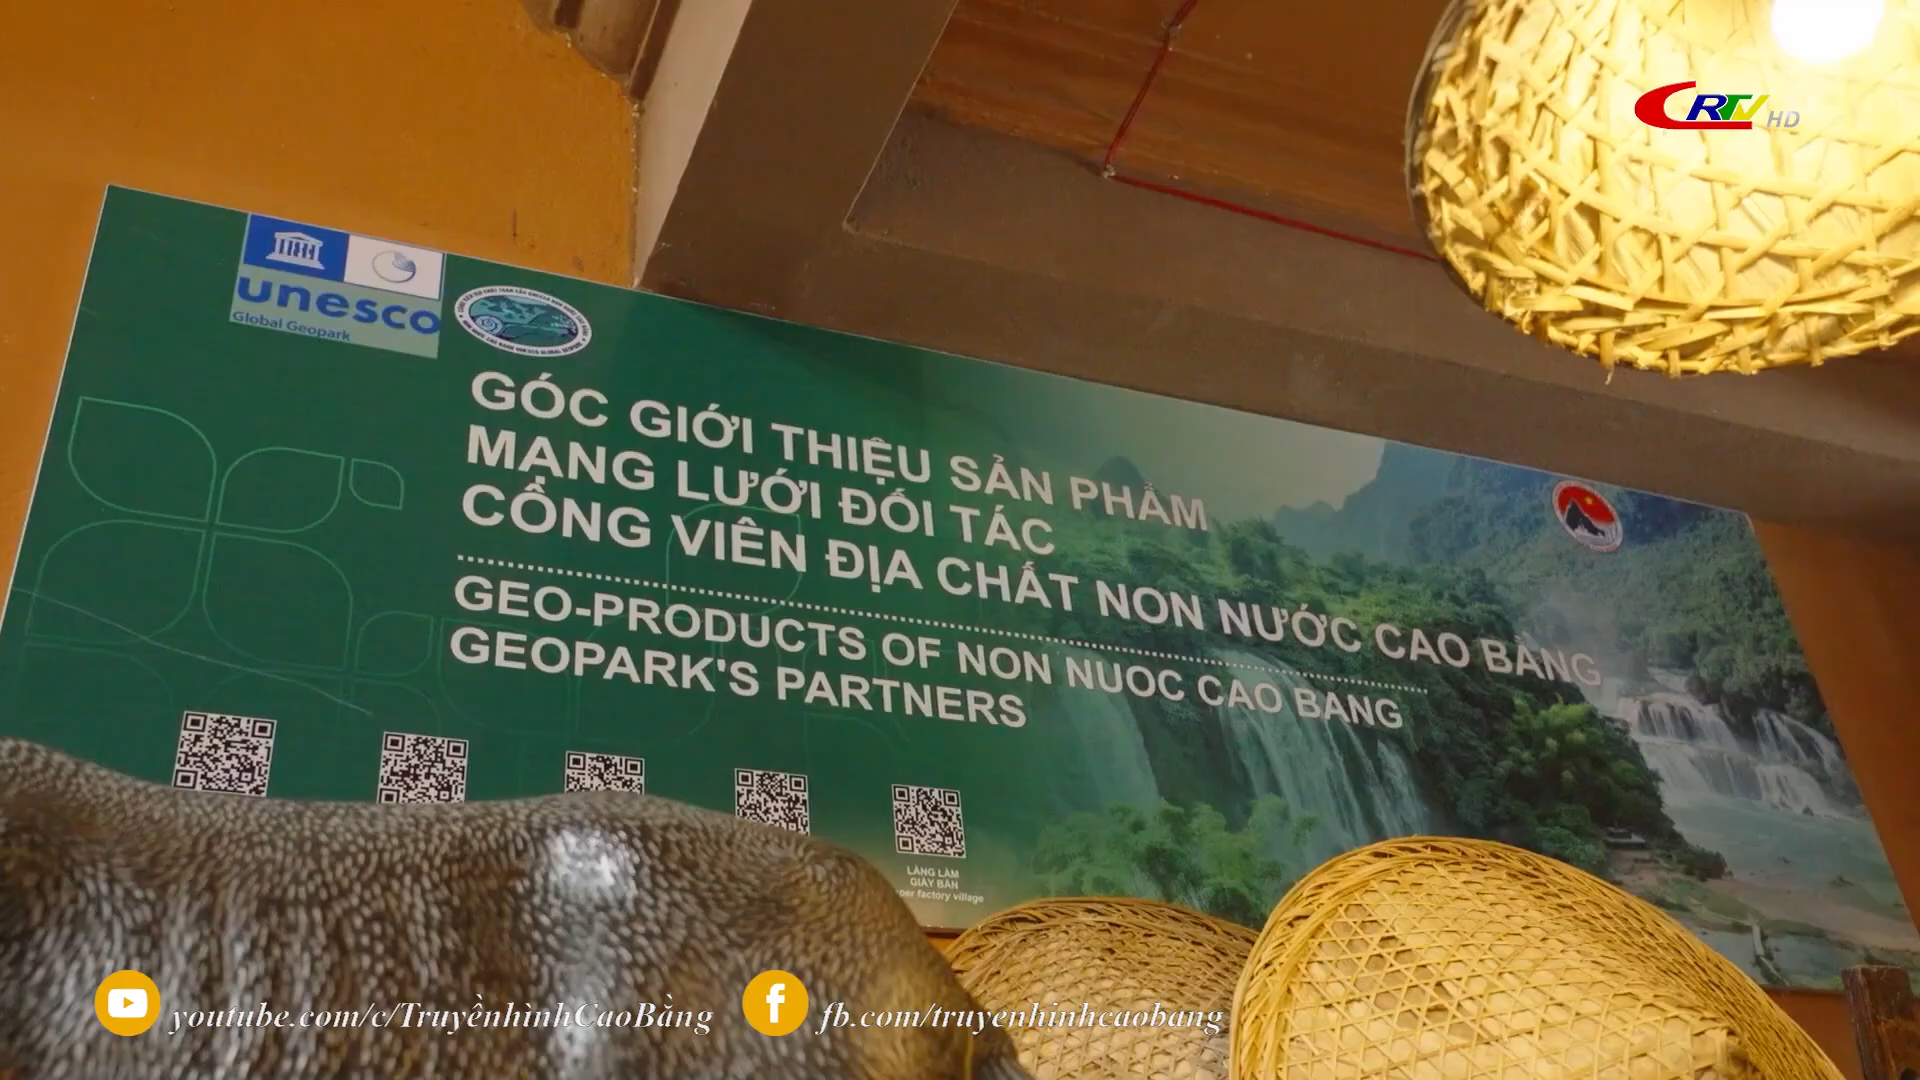 CRTV HD
unesco
Global Geopark
GÓC GIỚI THIỆU SẢN PHẨM
MẠNG LƯỚI ĐỐI TÁC
CÔNG VIÊN ĐỊA CHẤT NON NƯỚC CAO BẰNG
GEO-PRODUCTS OF NON NUOC CAO BANG
GEOPARK'S PARTNERS
LÀNG LÀM
GIẤY BẢN
factory village
youtube.com/c/TruyềnhìnhCaoBằng
fb.com/truyenhinhcaobang